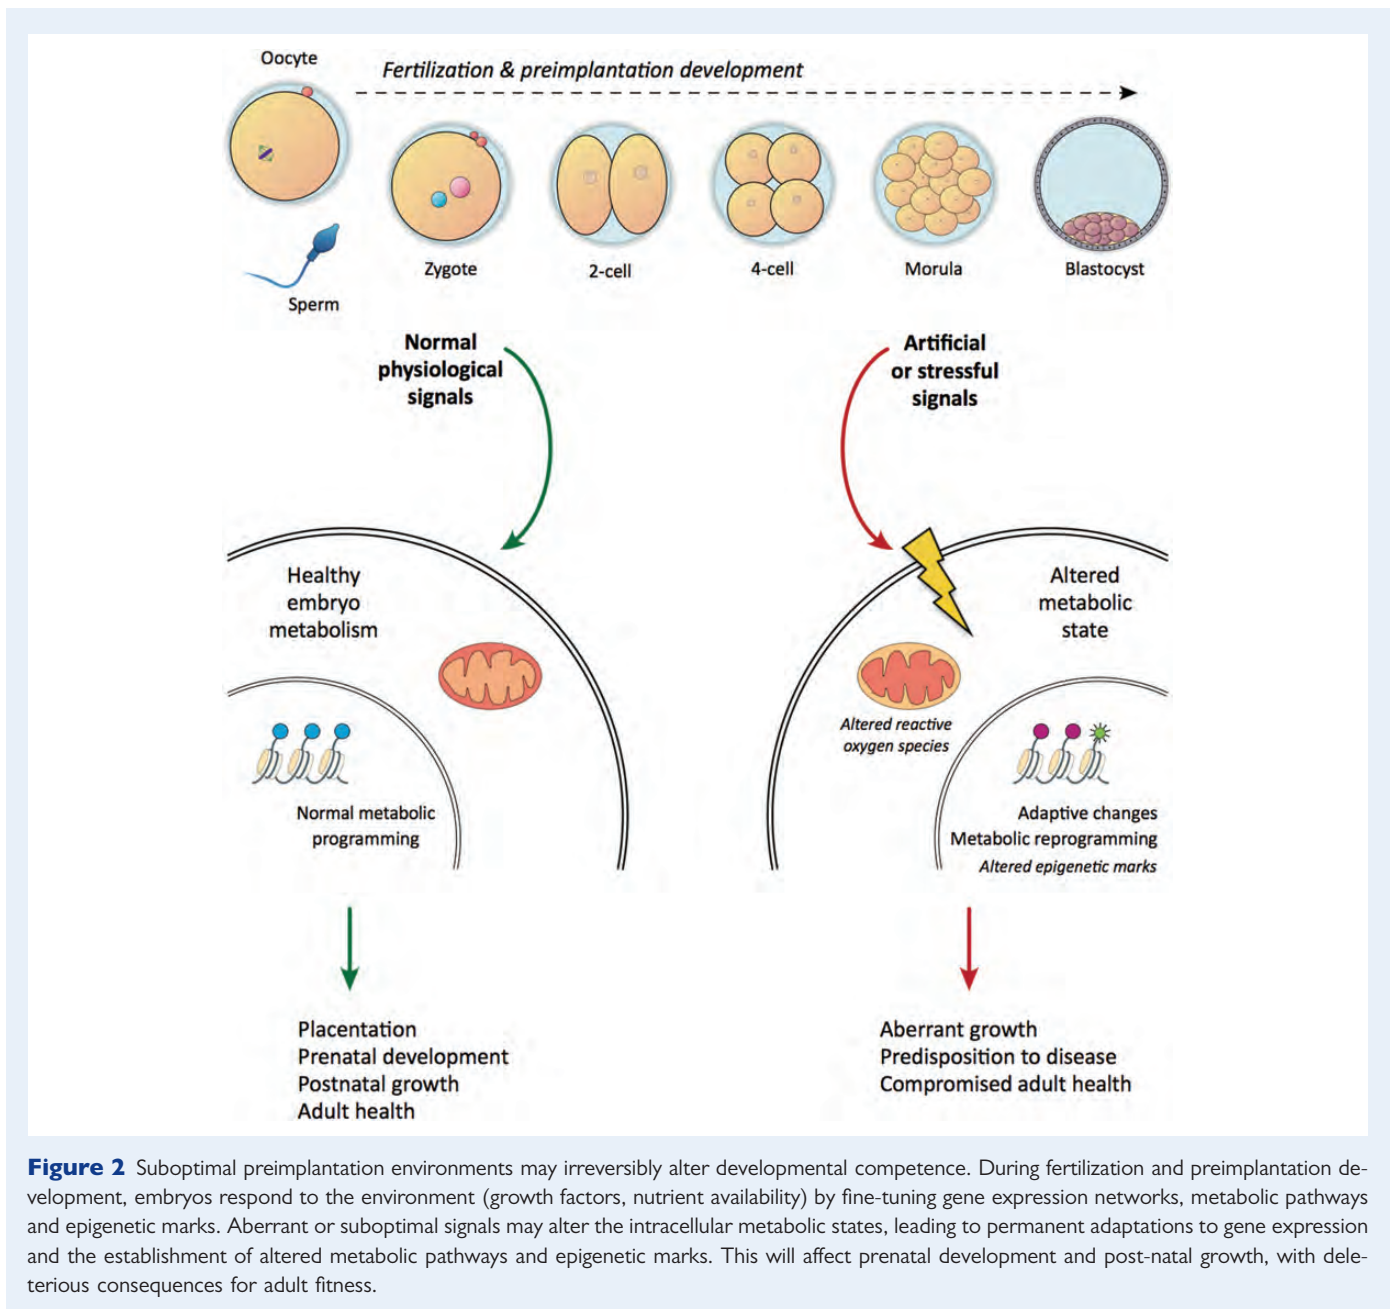 Oocyte
Fertilization & preimplantation development
Zygote
2-cell
4-cell
Morula
Blastocyst
Sperm
Normal
physiological
signals
Artificial
or stressful
signals
Healthy
embryo
metabolism
Altered
metabolic
state
Altered reactive
oxygen species
Normal metabolic
programming
Adaptive changes
Metabolic reprogramming
Altered epigenetic marks
Placentation
Prenatal development
Postnatal growth
Adult health
Aberrant growth
Predisposition to disease
Compromised adult health
Figure 2 Suboptimal preimplantation environments may irreversibly alter developmental competence. During fertilization and preimplantation de-
velopment, embryos respond to the environment (growth factors, nutrient availability) by fine-tuning gene expression networks, metabolic pathways
and epigenetic marks. Aberrant or suboptimal signals may alter the intracellular metabolic states, leading to permanent adaptations to gene expression
and the establishment of altered metabolic pathways and epigenetic marks. This will affect prenatal development and post-natal growth, with dele-
terious consequences for adult fitness.